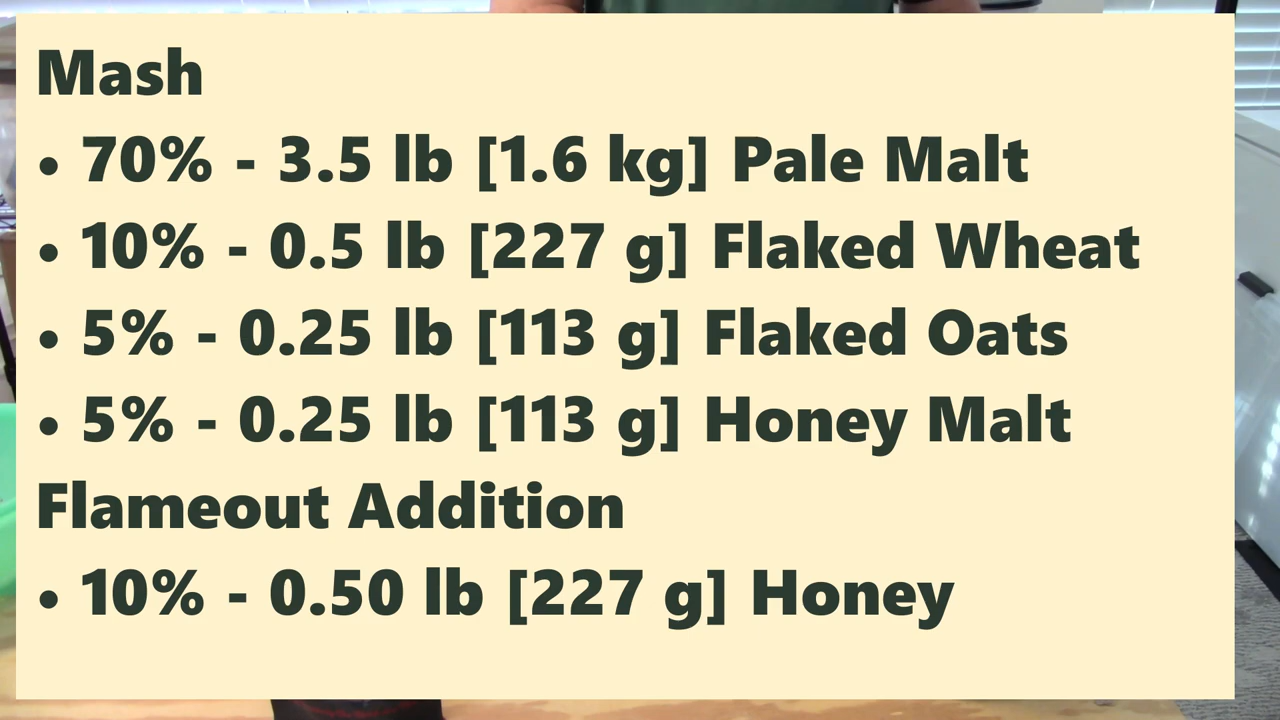 Mash
• 70% - 3.5 lb [1.6 kg] Pale Malt
• 10% - 0.5 lb [227 g] Flaked Wheat
• 5% - 0.25 lb [113 g] Flaked Oats
• 5% - 0.25 lb [113 g] Honey Malt
Flameout Addition
• 10% - 0.50 lb [227 g] Honey